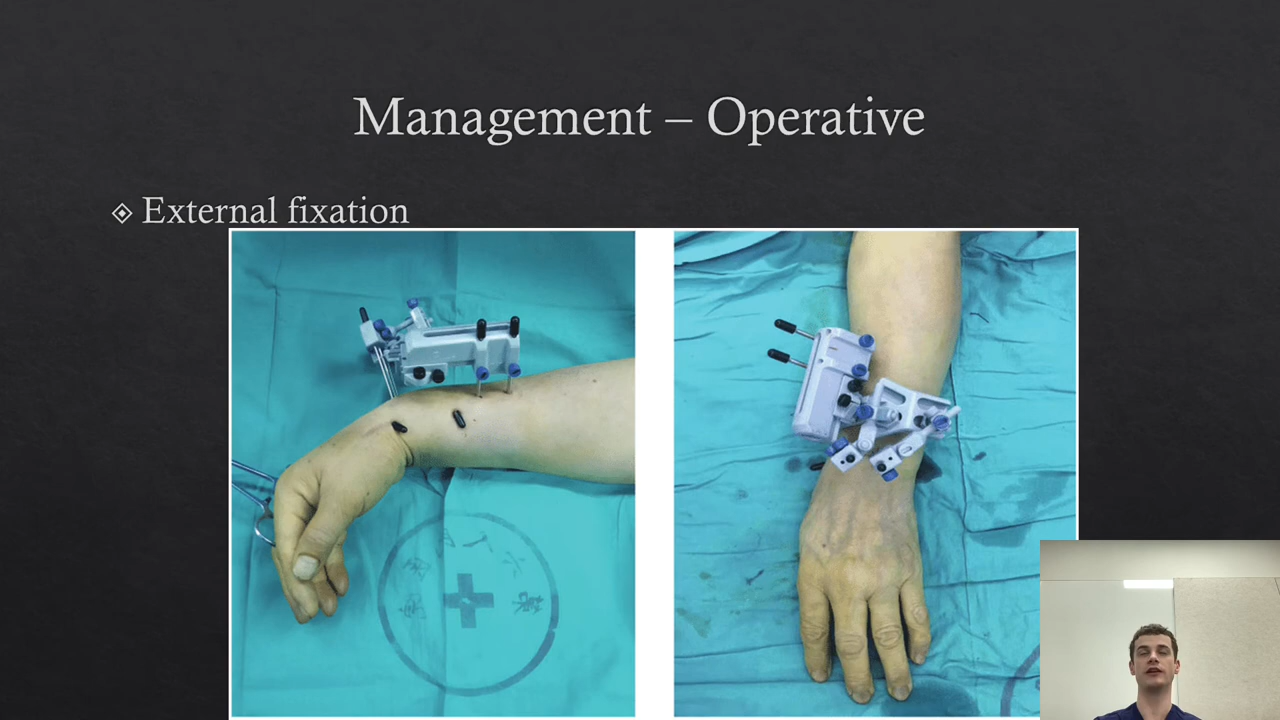 Management – Operative
External fixation